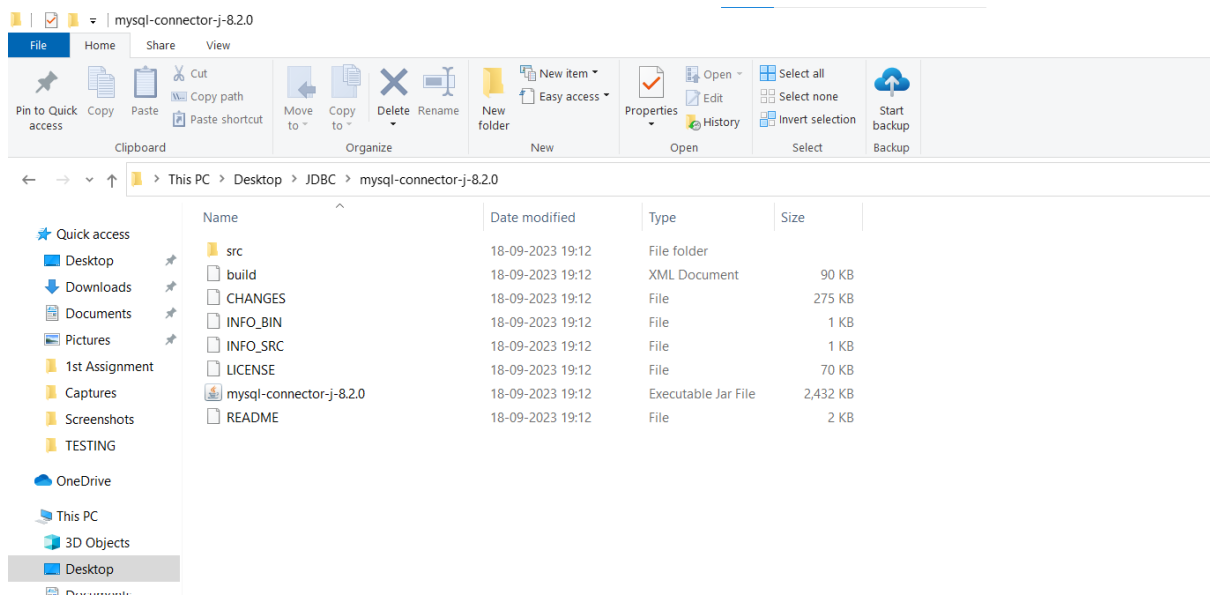 mysql-connector-j-8.2.0
File Home Share View
Pin to Quick access
Copy
Paste
Cut
Copy path
Paste shortcut
Clipboard
Move to
Copy to
Delete
Rename
Organize
New folder
New item
Easy access
New
Properties
Open
Edit
History
Open
Select all
Select none
Invert selection
Select
Start backup
Backup
This PC > Desktop > JDBC > mysql-connector-j-8.2.0
Quick access
Desktop
Downloads
Documents
Pictures
1st Assignment
Captures
Screenshots
TESTING
OneDrive
This PC
3D Objects
Desktop
Documents
Name Date modified Type Size
src 18-09-2023 19:12 File folder
build 18-09-2023 19:12 XML Document 90 KB
CHANGES 18-09-2023 19:12 File 275 KB
INFO_BIN 18-09-2023 19:12 File 1 KB
INFO_SRC 18-09-2023 19:12 File 1 KB
LICENSE 18-09-2023 19:12 File 70 KB
mysql-connector-j-8.2.0 18-09-2023 19:12 Executable Jar File 2,432 KB
README 18-09-2023 19:12 File 2 KB